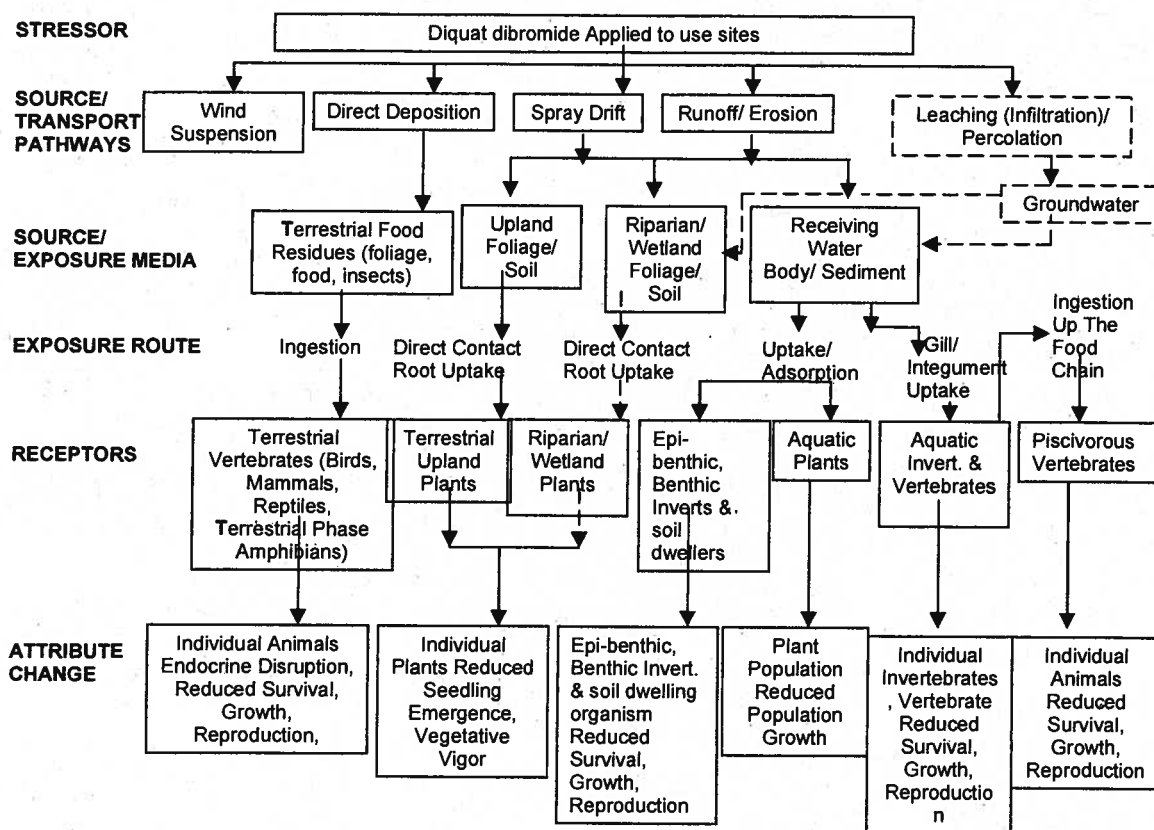 STRESSOR
Diquat dibromide Applied to use sites
SOURCE/
TRANSPORT
PATHWAYS
Wind
Suspension
Direct Deposition
Spray Drift
Runoff/ Erosion
Leaching (Infiltration)/
Percolation
Groundwater
SOURCE/
EXPOSURE MEDIA
Terrestrial Food
Residues (foliage,
food, insects)
Upland
Foliage/
Soil
Riparian/
Wetland
Foliage/
Soil
Receiving
Water
Body/ Sediment
EXPOSURE ROUTE
Ingestion
Direct Contact
Root Uptake
Direct Contact
Root Uptake
Uptake/
Adsorption
Gill/
Integument
Uptake
Ingestion
Up The
Food
Chain
RECEPTORS
Terrestrial
Vertebrates (Birds,
Mammals,
Reptiles,
Terrestrial Phase
Amphibians)
Terrestrial
Upland
Plants
Riparian/
Wetland
Plants
Epi-
benthic,
Benthic
Inverts &
soil
dwellers
Aquatic
Plants
Aquatic
Invert. &
Vertebrates
Piscivorous
Vertebrates
ATTRIBUTE
CHANGE
Individual Animals
Endocrine Disruption,
Reduced Survival,
Growth,
Reproduction,
Individual
Plants Reduced
Seedling
Emergence,
Vegetative
Vigor
Epi-benthic,
Benthic Invert.
& soil dwelling
organism
Reduced
Survival,
Growth,
Reproduction
Plant
Population
Reduced
Population
Growth
Individual
Invertebrates
, Vertebrate
Reduced
Survival,
Growth,
Reproductio
n
Individual
Animals
Reduced
Survival,
Growth,
Reproduction